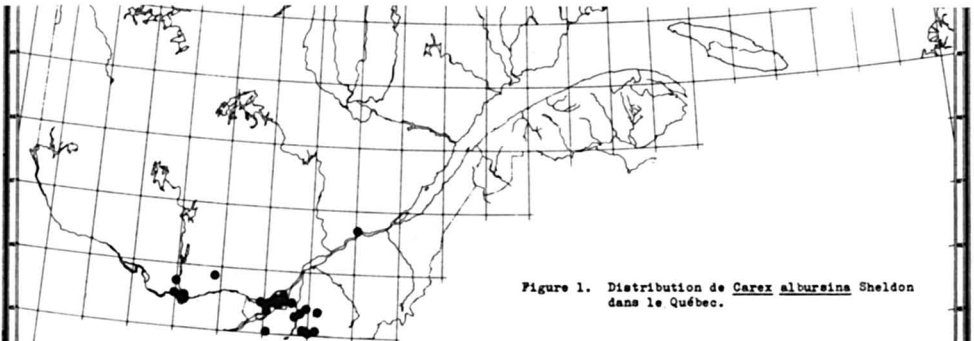 Figure 1. Distribution de Carex albursina Sheldon
dans le Québec.